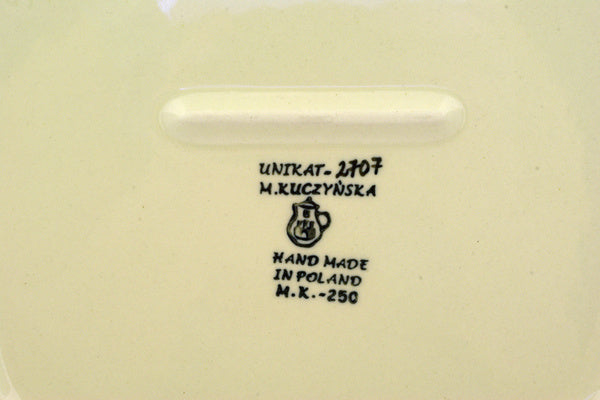 UNIKAT-2707
M.KUCZYŃSKA
HAND MADE
IN POLAND
M.K.-250